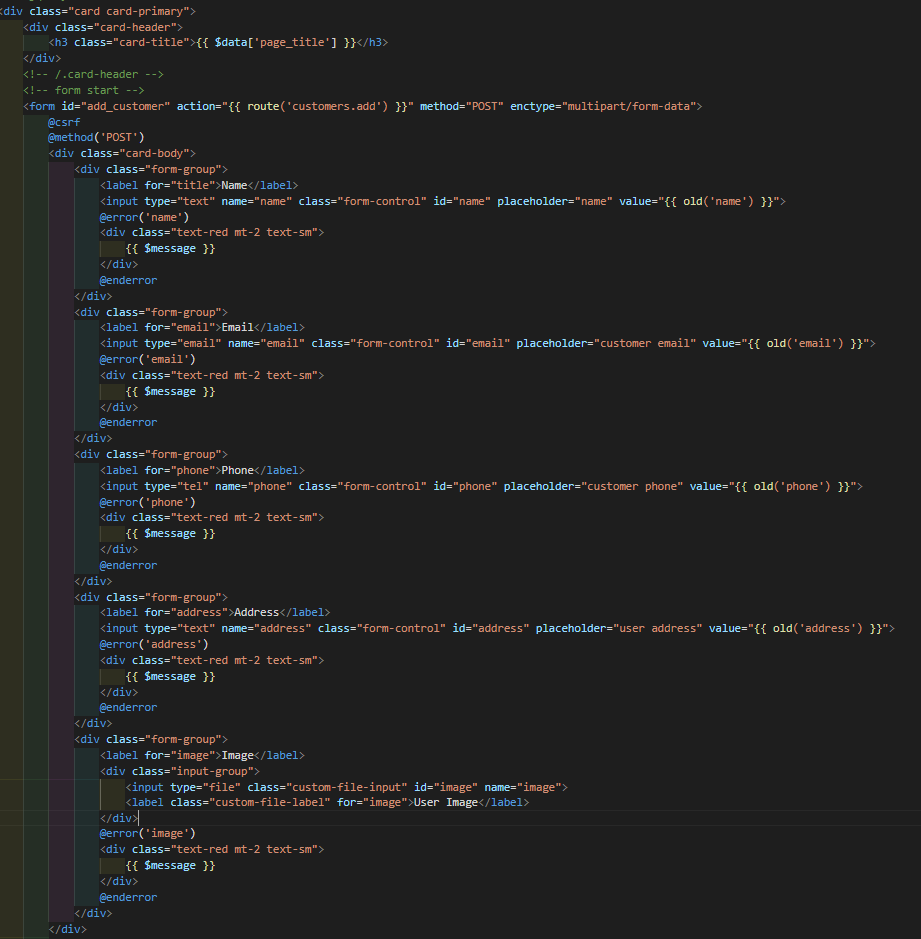 <div class="card card-primary">
<div class="card-header">
<h3 class="card-title">{{ $data['page_title'] }}</h3>
</div>
<!-- /.card-header -->
<!-- form start -->
<form id="add_customer" action="{{ route('customers.add') }}" method="POST" enctype="multipart/form-data">
@csrf
@method('POST')
<div class="card-body">
<div class="form-group">
<label for="title">Name</label>
<input type="text" name="name" class="form-control" id="name" placeholder="name" value="{{ old('name') }}">
@error('name')
<div class="text-red mt-2 text-sm">
{{ $message }}
</div>
@enderror
</div>
<div class="form-group">
<label for="email">Email</label>
<input type="email" name="email" class="form-control" id="email" placeholder="customer email" value="{{ old('email') }}">
@error('email')
<div class="text-red mt-2 text-sm">
{{ $message }}
</div>
@enderror
</div>
<div class="form-group">
<label for="phone">Phone</label>
<input type="tel" name="phone" class="form-control" id="phone" placeholder="customer phone" value="{{ old('phone') }}">
@error('phone')
<div class="text-red mt-2 text-sm">
{{ $message }}
</div>
@enderror
</div>
<div class="form-group">
<label for="address">Address</label>
<input type="text" name="address" class="form-control" id="address" placeholder="user address" value="{{ old('address') }}">
@error('address')
<div class="text-red mt-2 text-sm">
{{ $message }}
</div>
@enderror
</div>
<div class="form-group">
<label for="image">Image</label>
<div class="input-group">
<input type="file" class="custom-file-input" id="image" name="image">
<label class="custom-file-label" for="image">User Image</label>
</div>
@error('image')
<div class="text-red mt-2 text-sm">
{{ $message }}
</div>
@enderror
</div>
</div>